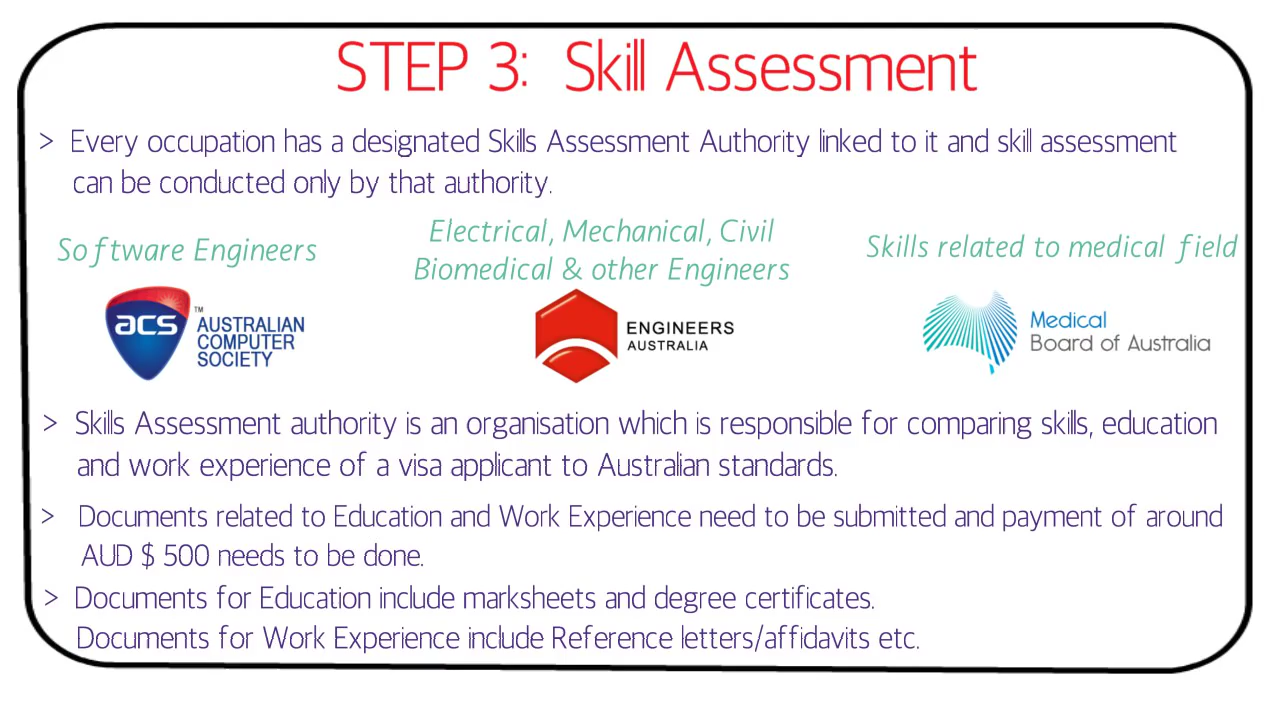 STEP 3: Skill Assessment
> Every occupation has a designated Skills Assessment Authority linked to it and skill assessment
can be conducted only by that authority.
Software Engineers
Electrical, Mechanical, Civil
Biomedical & other Engineers
Skills related to medical field
acs ™
AUSTRALIAN
COMPUTER
SOCIETY
ENGINEERS
AUSTRALIA
Medical
Board of Australia
> Skills Assessment authority is an organisation which is responsible for comparing skills, education
and work experience of a visa applicant to Australian standards.
> Documents related to Education and Work Experience need to be submitted and payment of around
AUD $ 500 needs to be done.
> Documents for Education include marksheets and degree certificates.
Documents for Work Experience include Reference letters/affidavits etc.